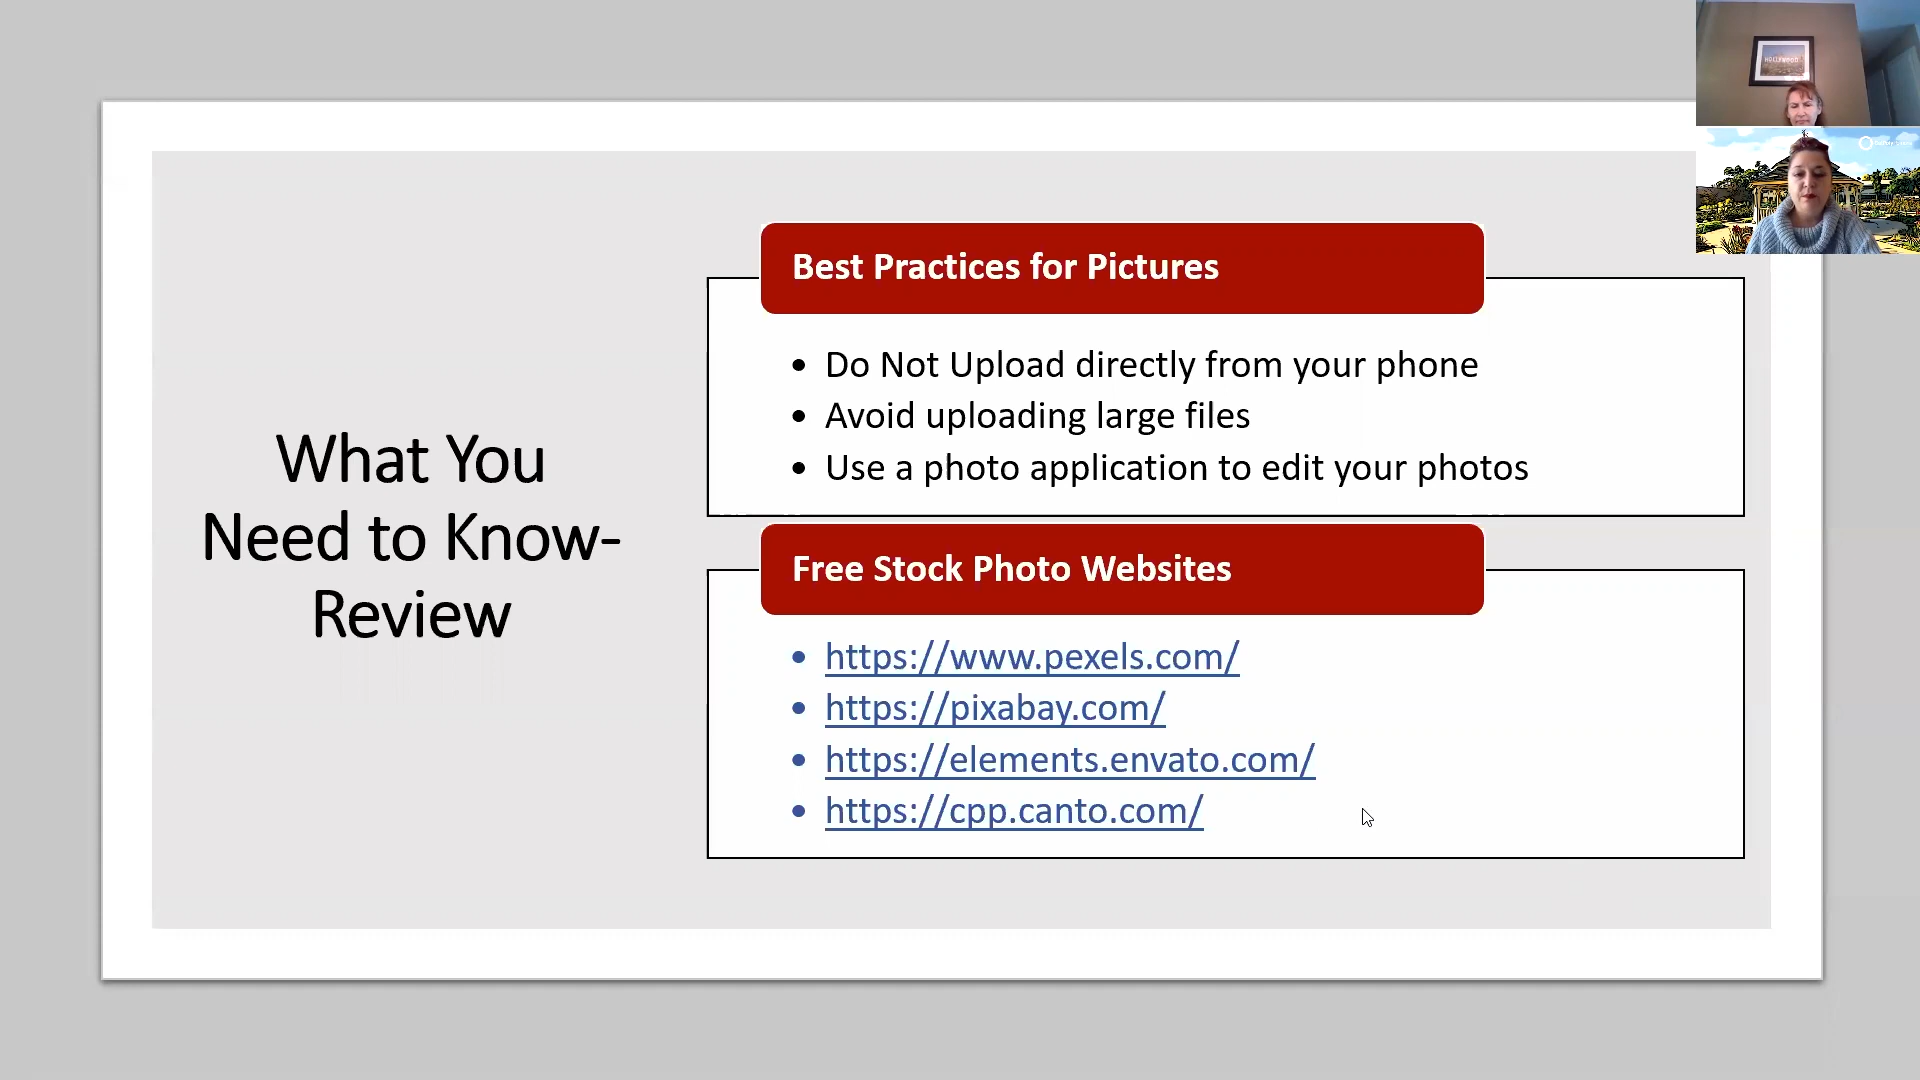 What You
Need to Know-
Review
Best Practices for Pictures
• Do Not Upload directly from your phone
• Avoid uploading large files
• Use a photo application to edit your photos
Free Stock Photo Websites
• https://www.pexels.com/
• https://pixabay.com/
• https://elements.envato.com/
• https://cpp.canto.com/
HOLLYWOOD